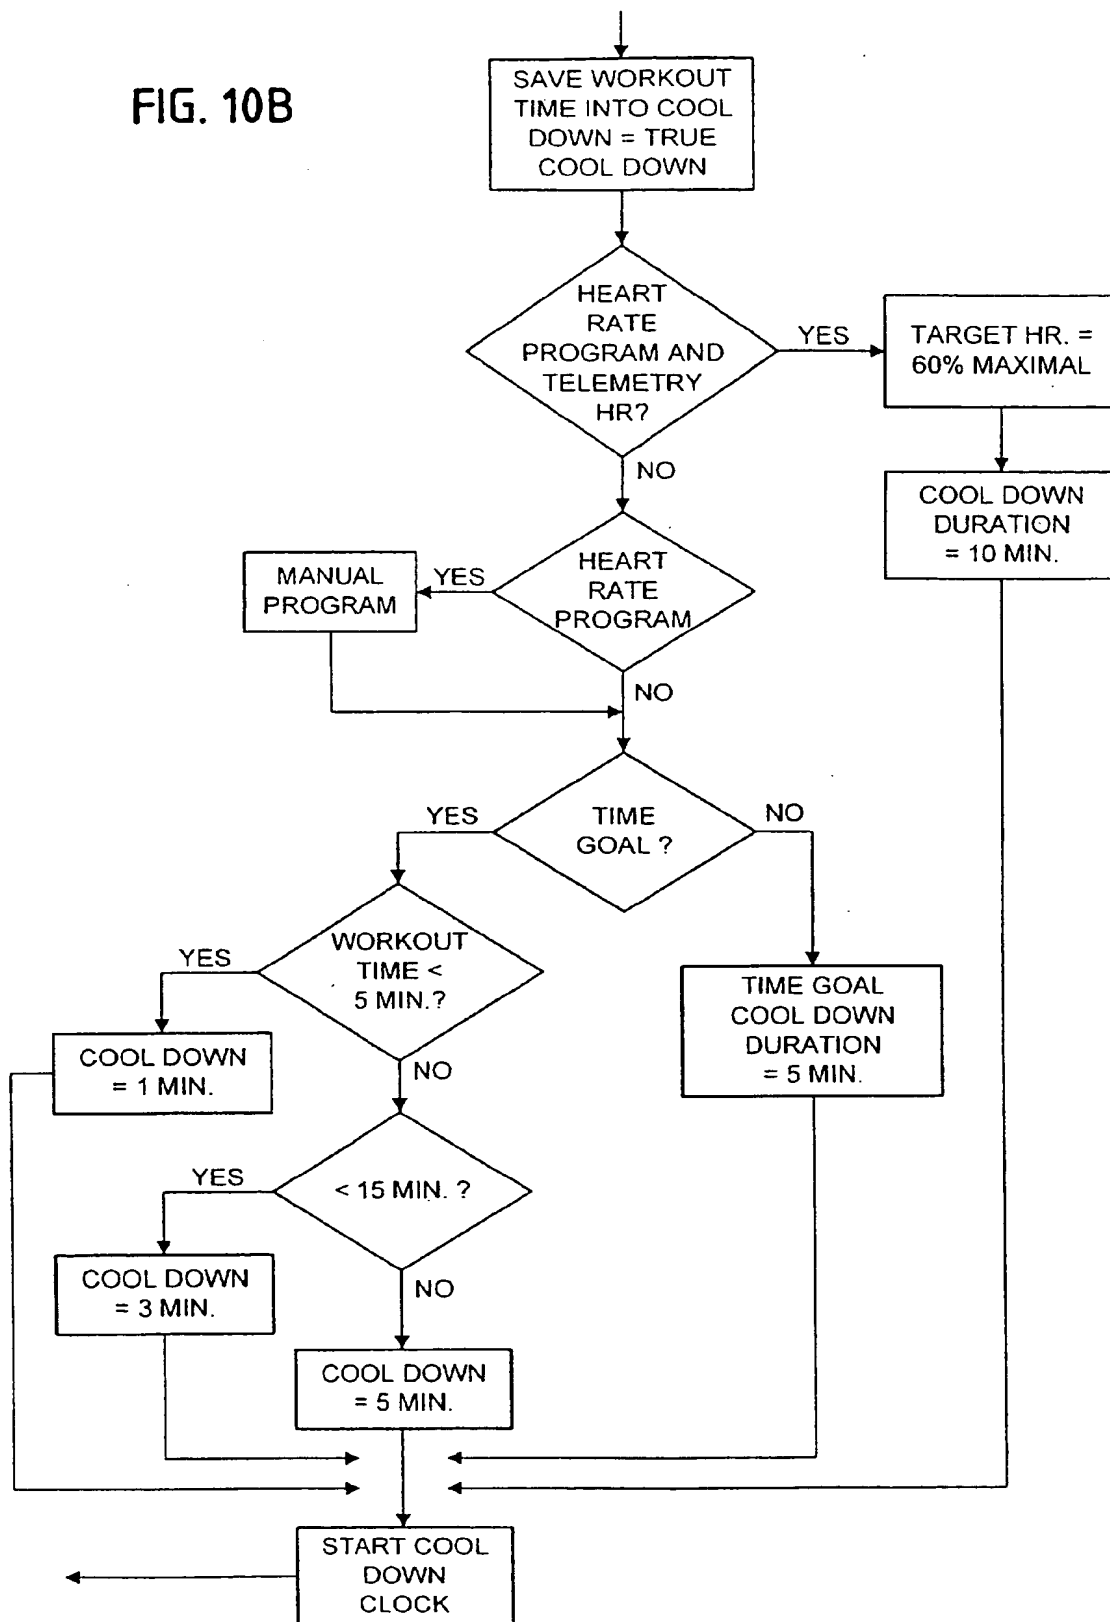 FIG. 10B
SAVE WORKOUT
TIME INTO COOL
DOWN = TRUE
COOL DOWN
HEART
RATE
PROGRAM AND
TELEMETRY
HR?
YES
TARGET HR. =
60% MAXIMAL
NO
COOL DOWN
DURATION
= 10 MIN.
HEART
RATE
PROGRAM
YES
MANUAL
PROGRAM
NO
TIME
GOAL ?
YES
NO
WORKOUT
TIME <
5 MIN.?
YES
COOL DOWN
= 1 MIN.
NO
TIME GOAL
COOL DOWN
DURATION
= 5 MIN.
< 15 MIN. ?
YES
COOL DOWN
= 3 MIN.
NO
COOL DOWN
= 5 MIN.
START COOL
DOWN
CLOCK